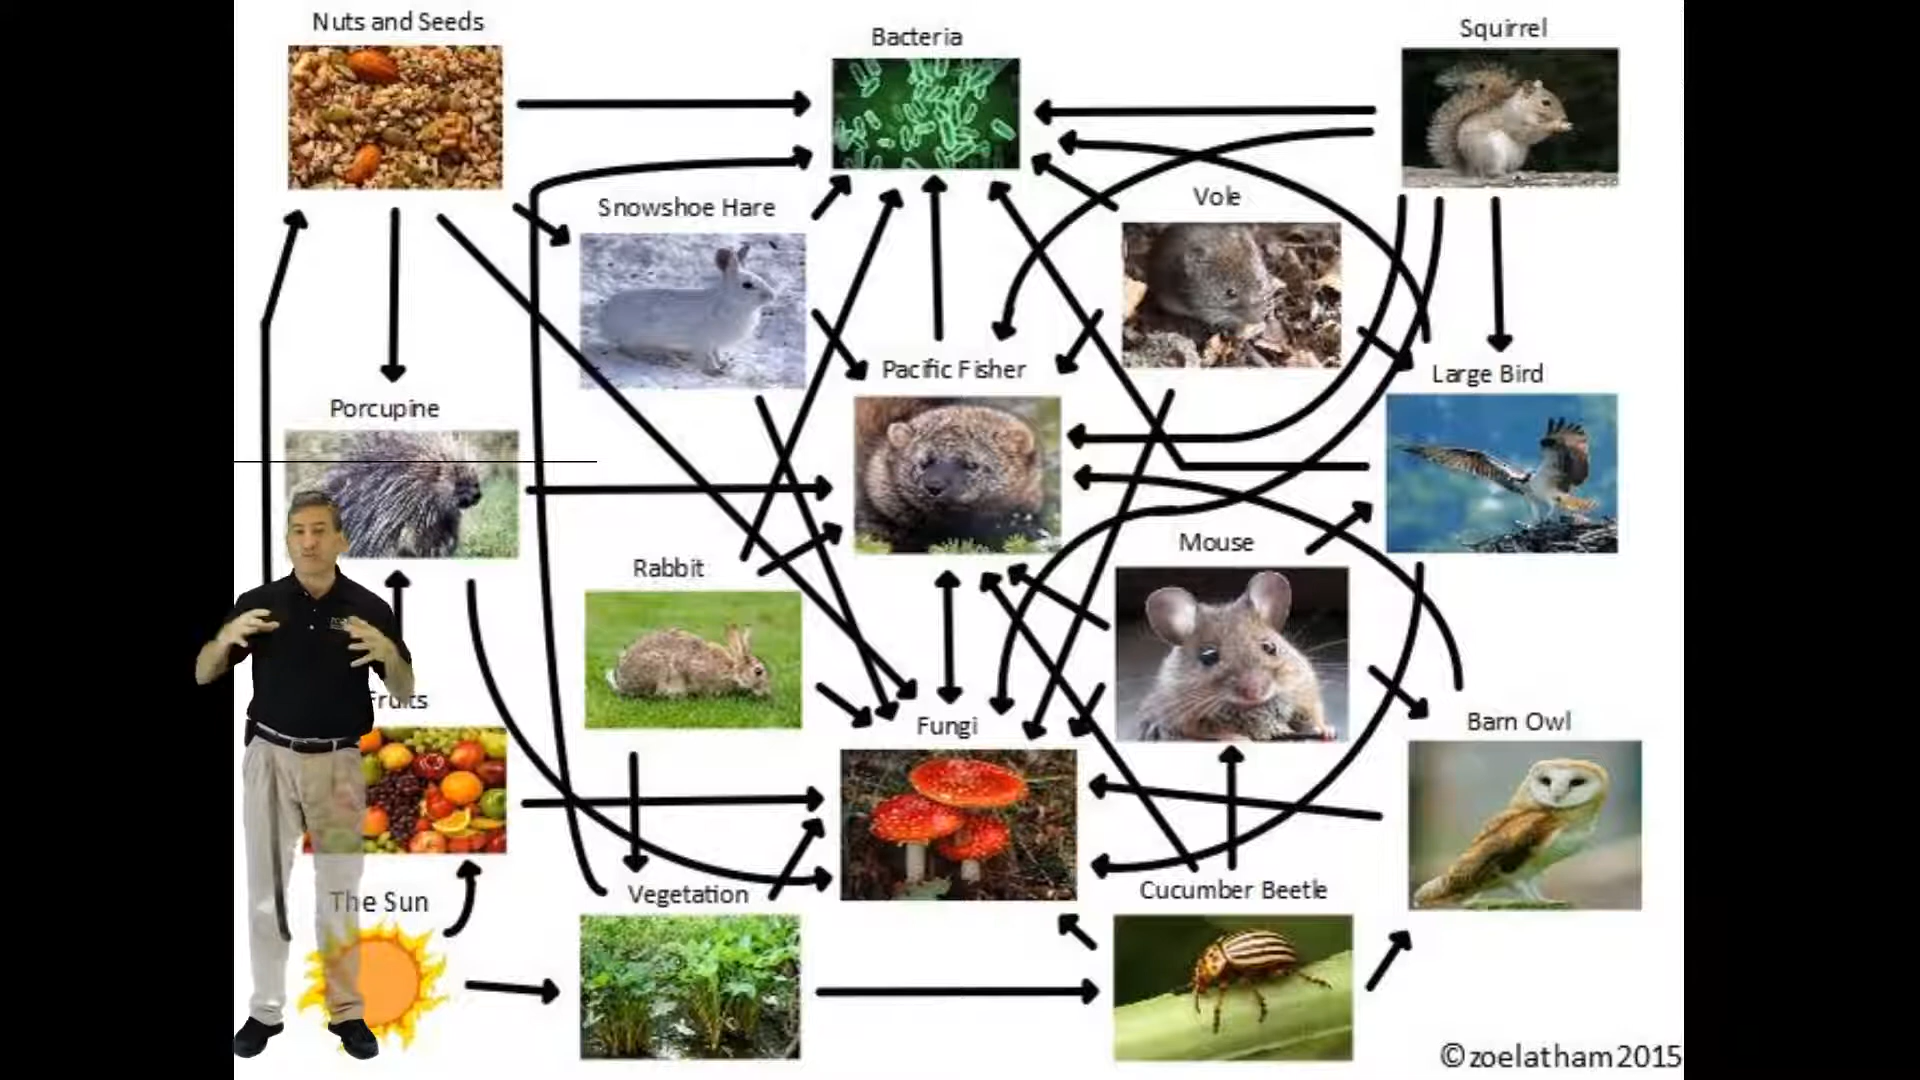 Nuts and Seeds
Bacteria
Squirrel
Vole
Snowshoe Hare
Pacific Fisher
Large Bird
Porcupine
Mouse
Rabbit
Fruits
Barn Owl
Fungi
Cucumber Beetle
Vegetation
The Sun
©zoelatham2015